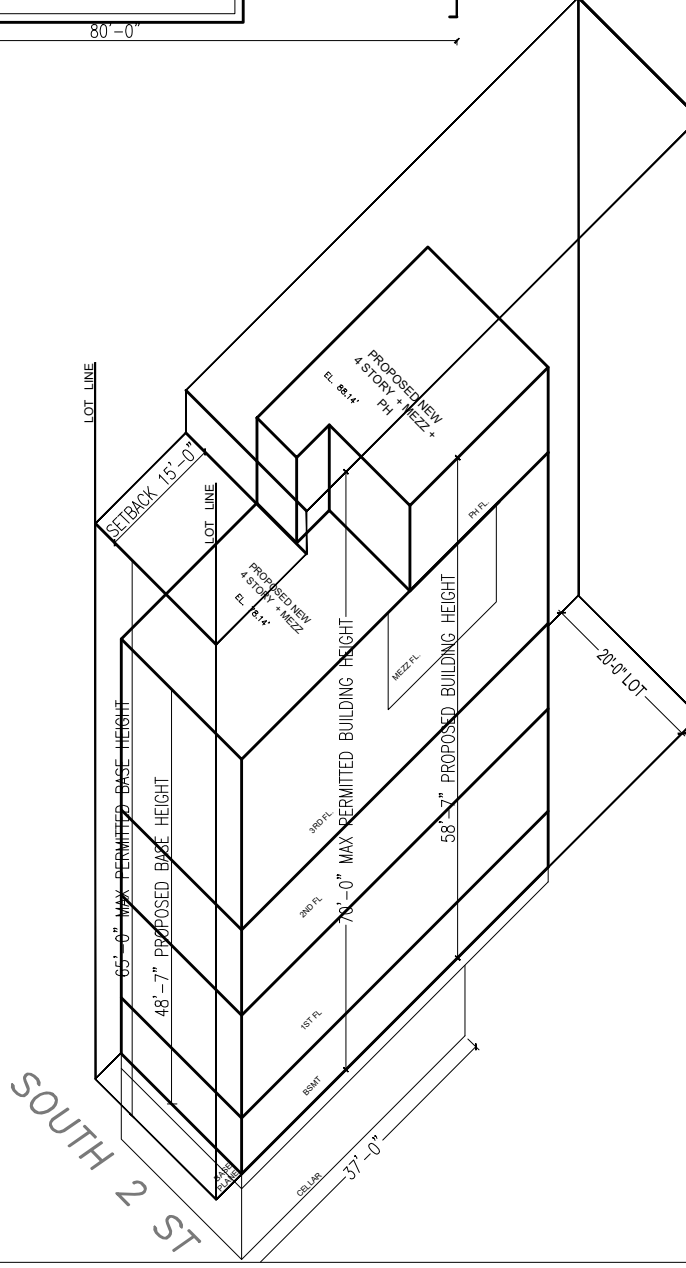 80'-0"
LOT LINE
PROPOSED NEW
4 STORY + MEZZ +
PH
EL. 88.14'
SETBACK 15'-0"
LOT LINE
PH FL.
PROPOSED NEW
4 STORY + MEZZ
EL. 78.14'
MEZZ FL.
20'-0" LOT
65'-0" MAX PERMITTED BASE HEIGHT
48'-7" PROPOSED BASE HEIGHT
70'-0" MAX PERMITTED BUILDING HEIGHT
58'-7" PROPOSED BUILDING HEIGHT
3RD FL.
2ND FL
1ST FL
BSMT
BASE
PLANE
CELLAR
37'-0"
SOUTH 2 ST